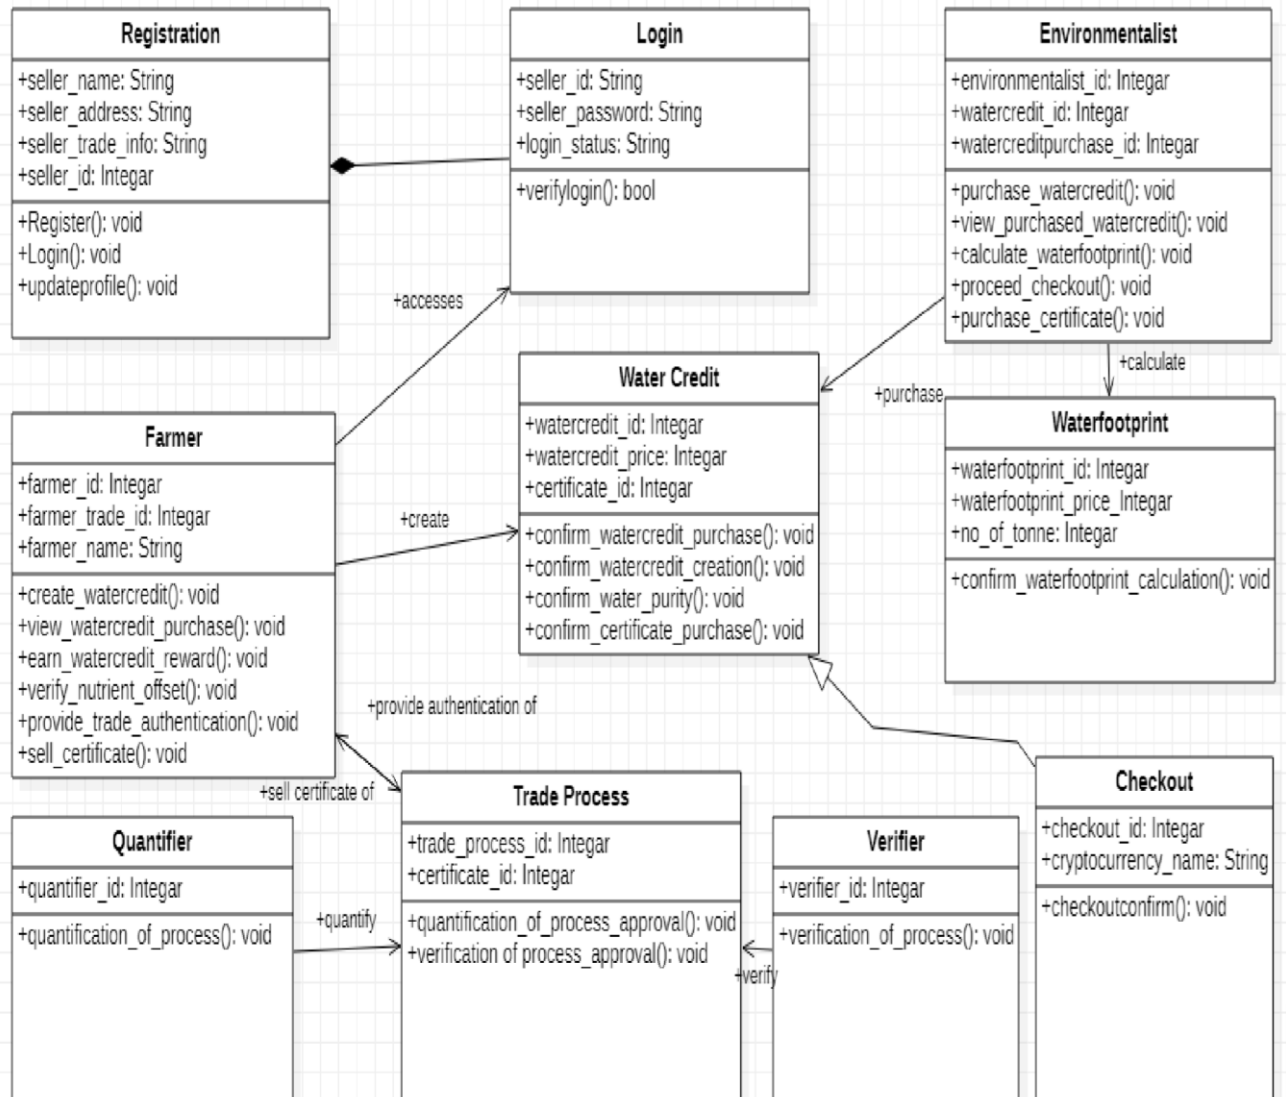 Registration
+seller_name: String
+seller_address: String
+seller_trade_info: String
+seller_id: Integar
+Register(): void
+Login(): void
+updateprofile(): void
Login
+seller_id: String
+seller_password: String
+login_status: String
+verifylogin(): bool
Environmentalist
+environmentalist_id: Integar
+watercredit_id: Integar
+watercreditpurchase_id: Integar
+purchase_watercredit(): void
+view_purchased_watercredit(): void
+calculate_waterfootprint(): void
+proceed_checkout(): void
+purchase_certificate(): void
+accesses
+calculate
+purchase
Farmer
+farmer_id: Integar
+farmer_trade_id: Integar
+farmer_name: String
+create_watercredit(): void
+view_watercredit_purchase(): void
+earn_watercredit_reward(): void
+verify_nutrient_offset(): void
+provide_trade_authentication(): void
+sell_certificate(): void
+create
Water Credit
+watercredit_id: Integar
+watercredit_price: Integar
+certificate_id: Integar
+confirm_watercredit_purchase(): void
+confirm_watercredit_creation(): void
+confirm_water_purity(): void
+confirm_certificate_purchase(): void
Waterfootprint
+waterfootprint_id: Integar
+waterfootprint_price_Integar
+no_of_tonne: Integar
+confirm_waterfootprint_calculation(): void
+provide authentication of
+sell certificate of
Quantifier
+quantifier_id: Integar
+quantification_of_process(): void
+quantify
Trade Process
+trade_process_id: Integar
+certificate_id: Integar
+quantification_of_process_approval(): void
+verification of process_approval(): void
+verify
Verifier
+verifier_id: Integar
+verification_of_process(): void
Checkout
+checkout_id: Integar
+cryptocurrency_name: String
+checkoutconfirm(): void